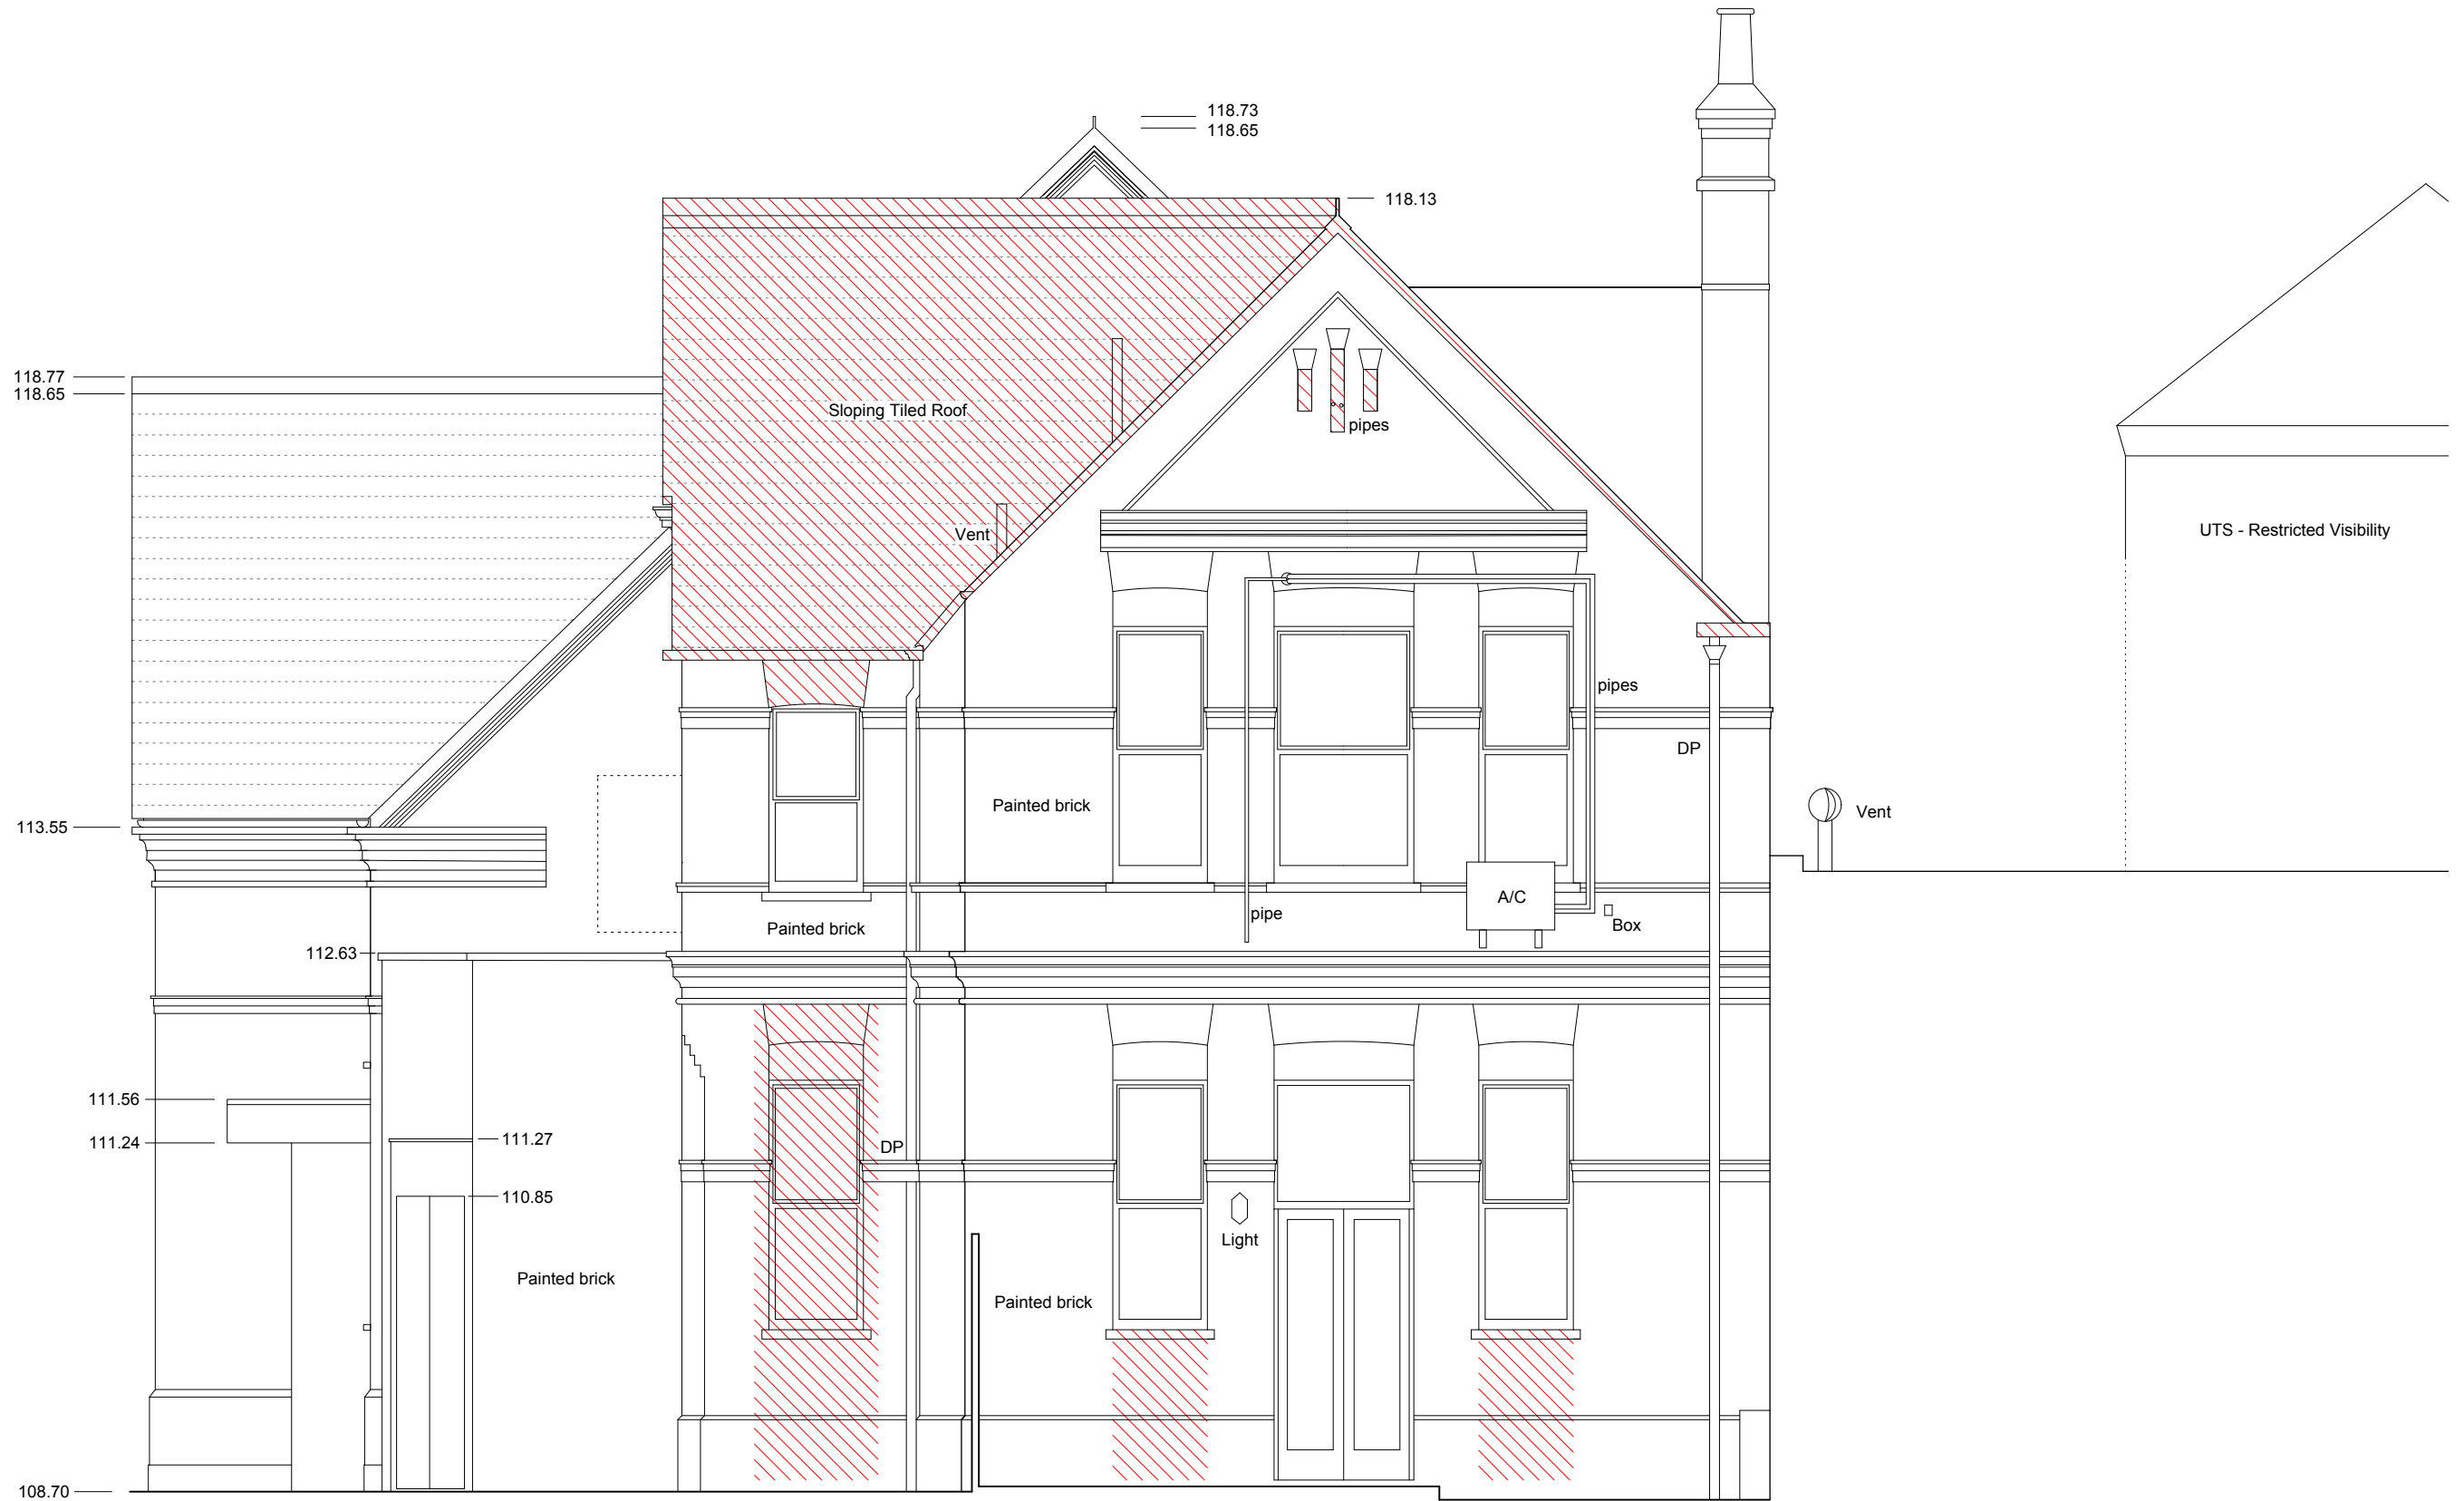 118.73
118.65
118.13
118.77
118.65
Sloping Tiled Roof
pipes
Vent
UTS - Restricted Visibility
pipes
DP
Painted brick
Vent
113.55
A/C
pipe
Box
Painted brick
112.63
111.56
111.24
111.27
DP
110.85
Light
Painted brick
Painted brick
108.70